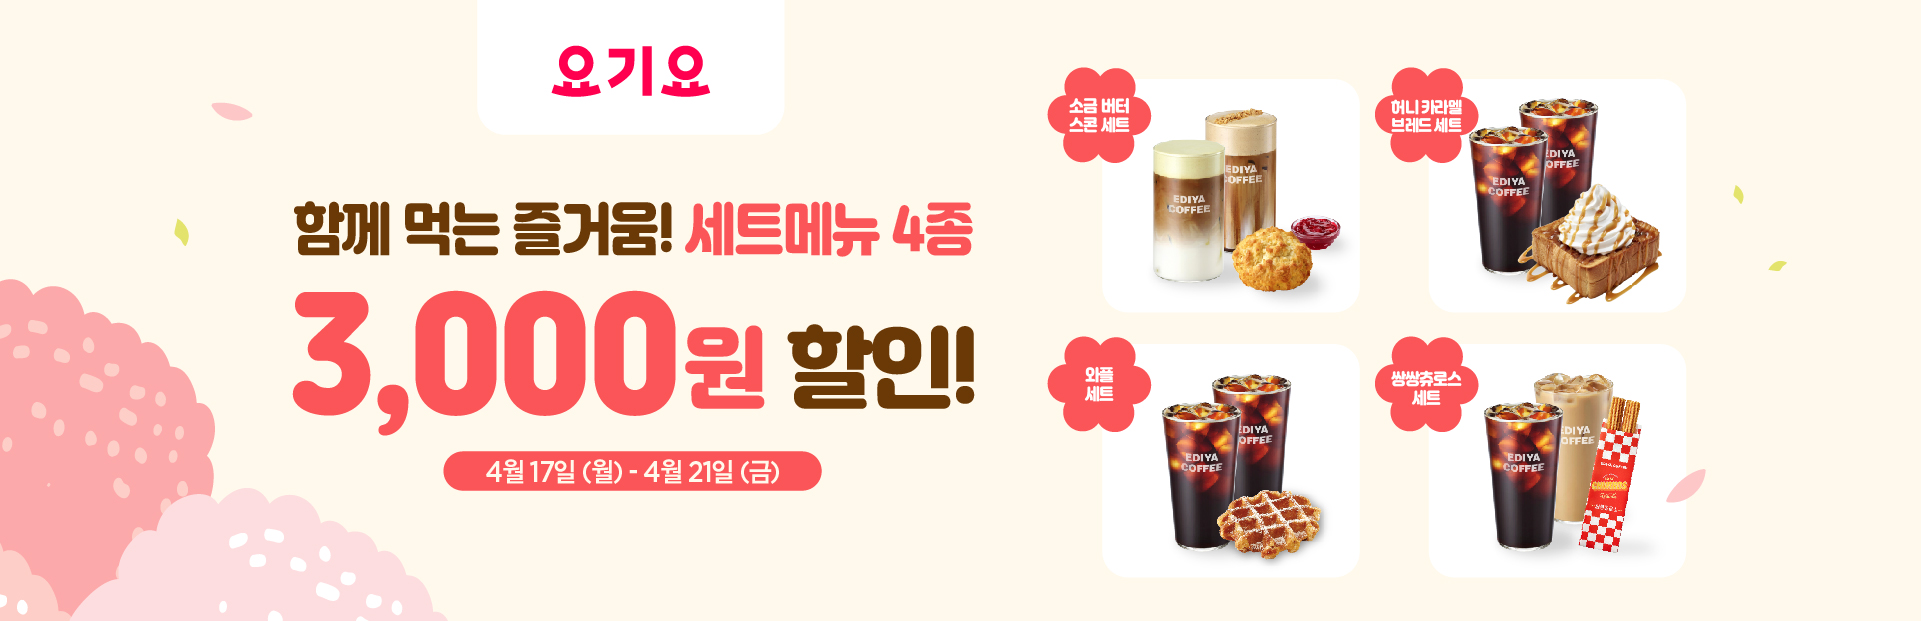 요기요
함께 먹는 즐거움! 세트메뉴 4종
3,000원 할인!
4월 17일 (월) - 4월 21일 (금)
소금 버터
스콘 세트
EDIYA
COFFEE
EDIYA
COFFEE
허니 카라멜
브레드 세트
EDIYA
COFFEE
EDIYA
COFFEE
와플
세트
EDIYA
COFFEE
EDIYA
COFFEE
쌍쌍츄로스
세트
EDIYA
COFFEE
EDIYA
COFFEE
CHURROS